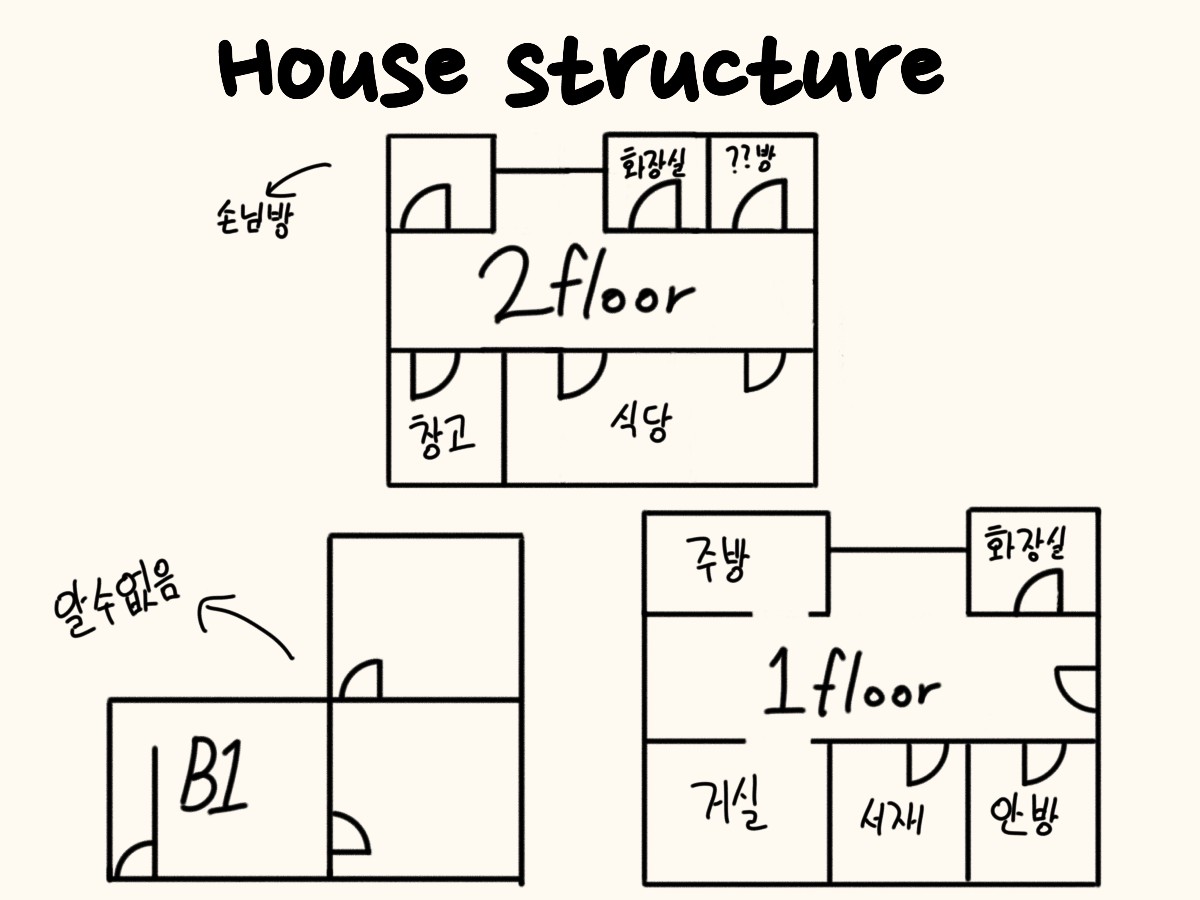 House structure
손님방
화장실
??방
2floor
창고
식당
알수없음
B1
주방
화장실
1floor
거실
서재
안방